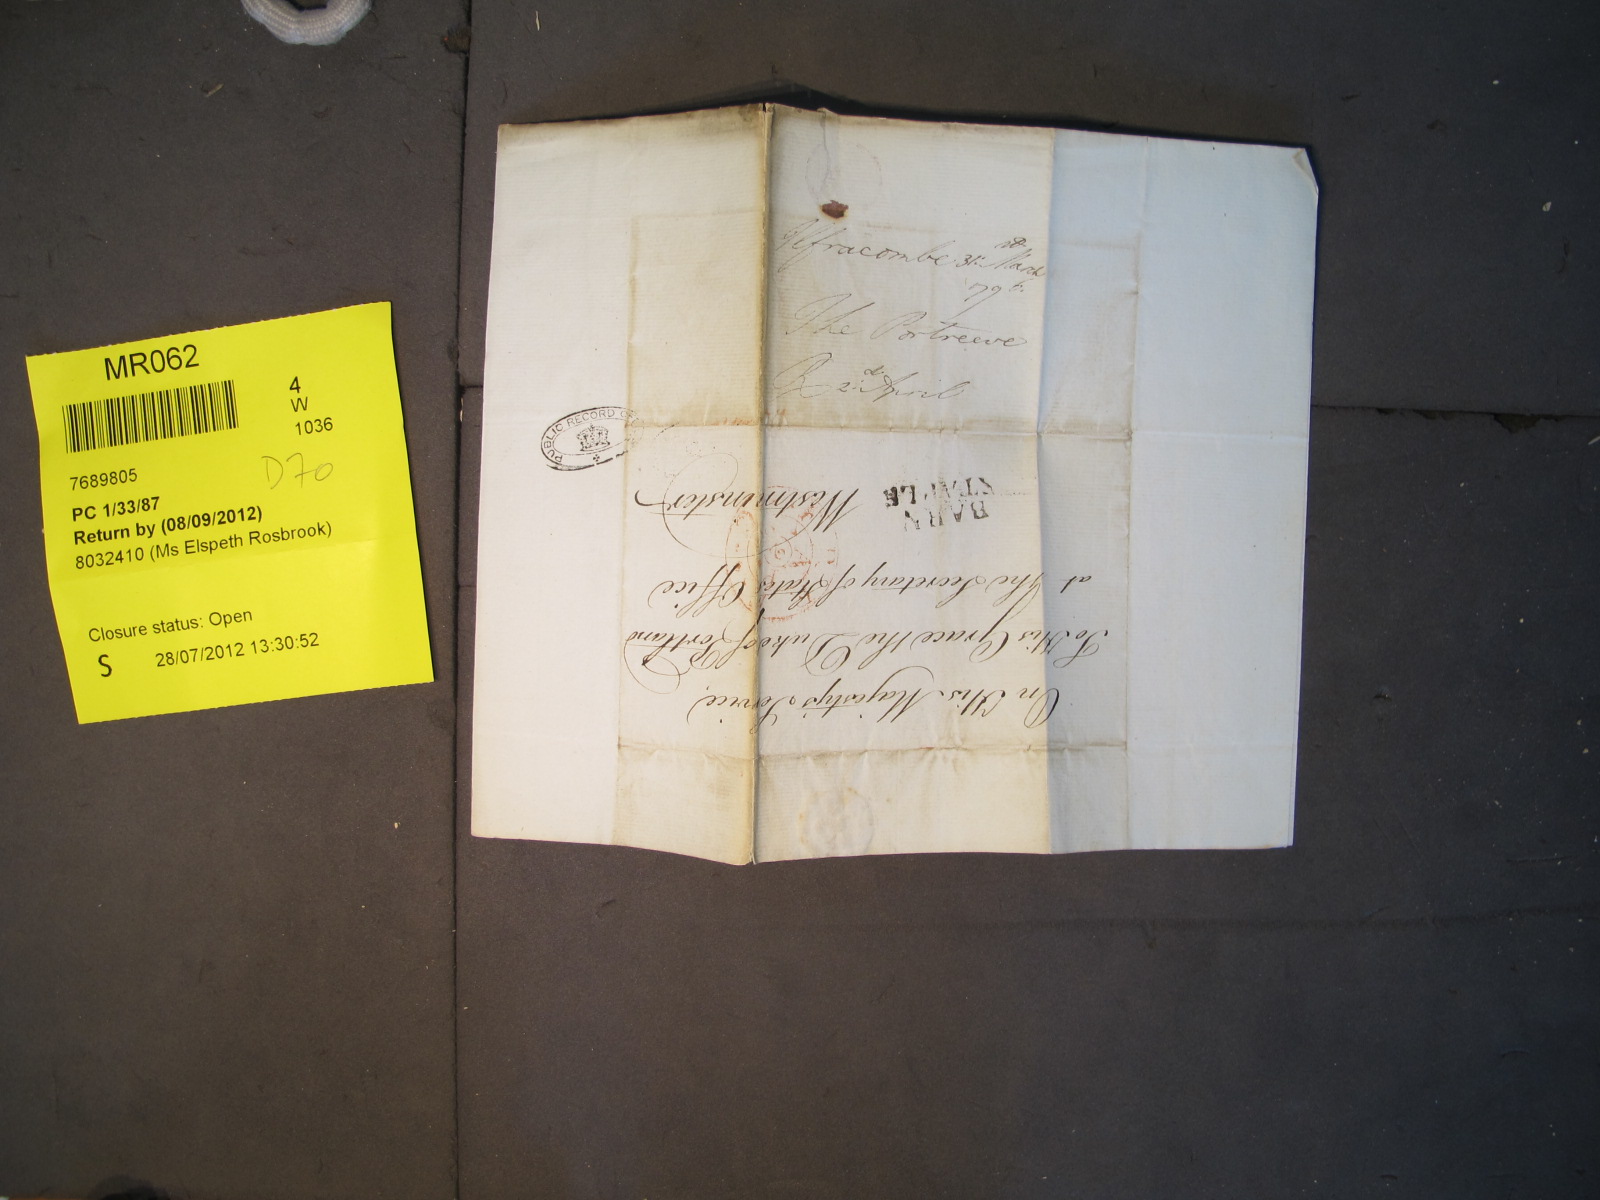 MR062
4
W
1036
7689805
D70
PC 1/33/87
Return by (08/09/2012)
8032410 (Ms Elspeth Rosbrook)
Closure status: Open
S 28/07/2012 13:30:52
PUBLIC RECORD
Ilfracombe 31st March
1796
The Portreeve
R 2d April
On His Majesty's Service
To His Grace the Duke of Portland
at The Secretary of State's Office
Westminster
BARN
STAPLE